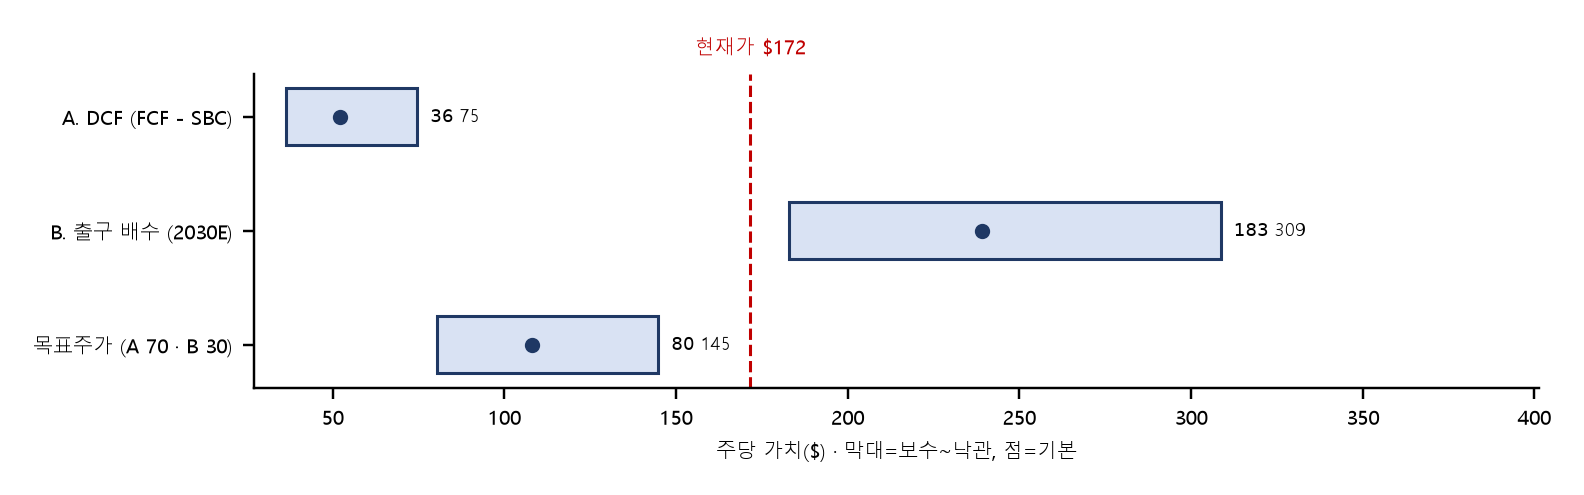 현재가 $172
A. DCF (FCF - SBC)
36 75
B. 출구 배수 (2030E)
183 309
목표주가 (A 70 · B 30)
80 145
50 100 150 200 250 300 350 400
주당 가치($) · 막대=보수~낙관, 점=기본